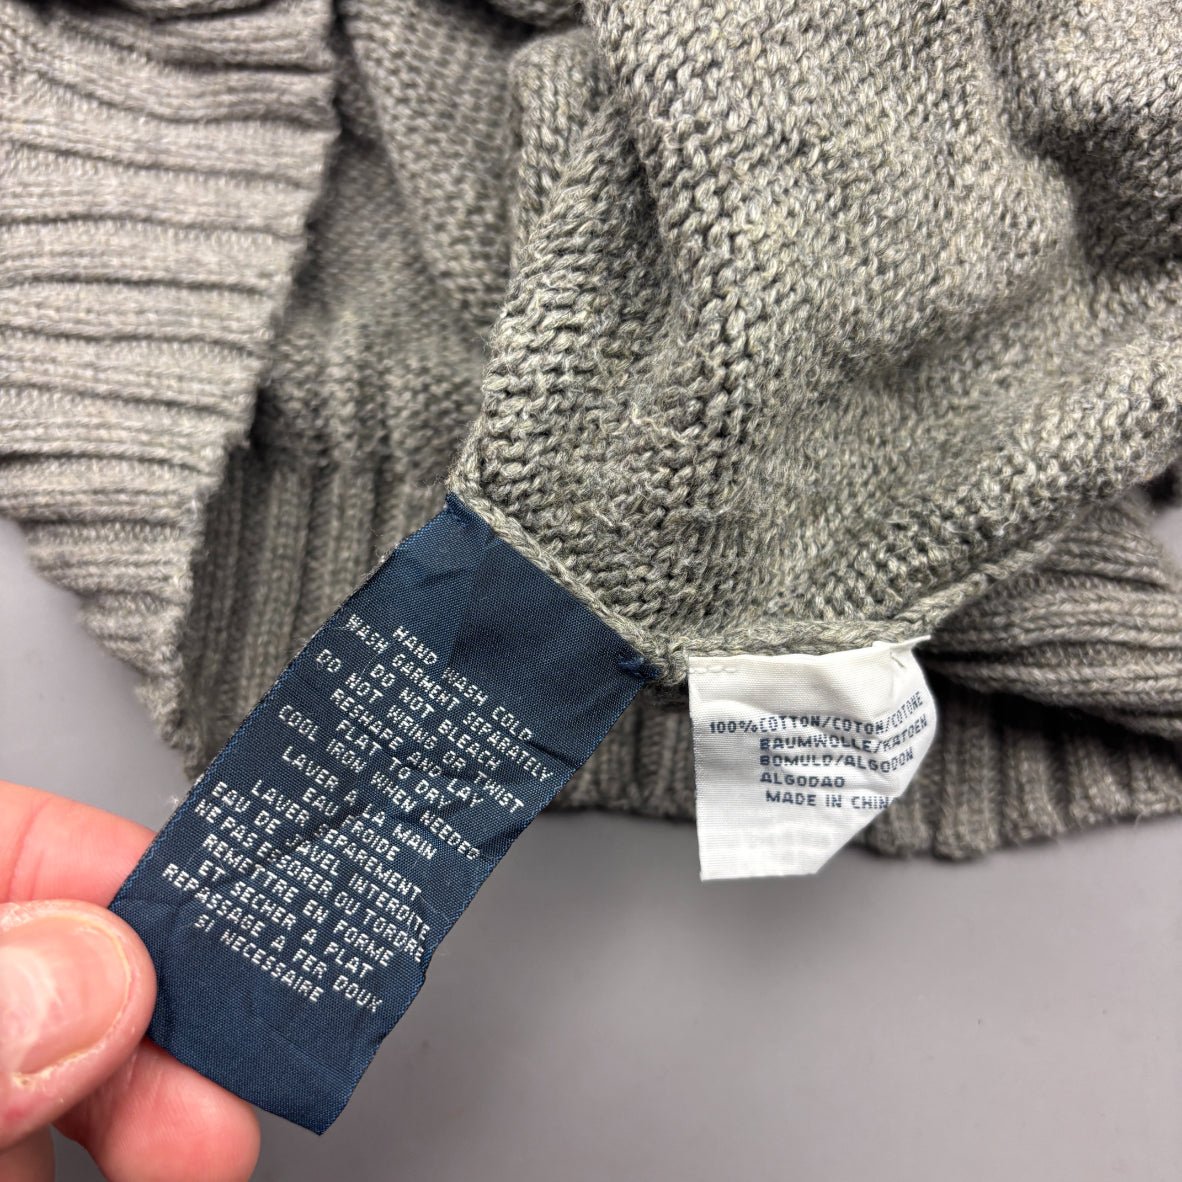 HAND WASH COLD
WASH GARMENT SEPARATELY
DO NOT BLEACH
DO NOT WRING OR TWIST
RESHAPE AND LAY
FLAT TO DRY
COOL IRON WHEN NEEDED
LAVER A LA MAIN
EAU FROIDE
LAVER SEPAREMENT
EAU DE JAVEL INTERDITE
NE PAS ESSORER OU TORDRE
REMETTRE EN FORME
ET SECHER A PLAT
REPASSAGE A FER DOUX
SI NECESSAIRE
100%COTTON/COTON/COTONE
BAUMWOLLE/KATOEN
BOMULD/ALGODON
ALGODAO
MADE IN CHINA